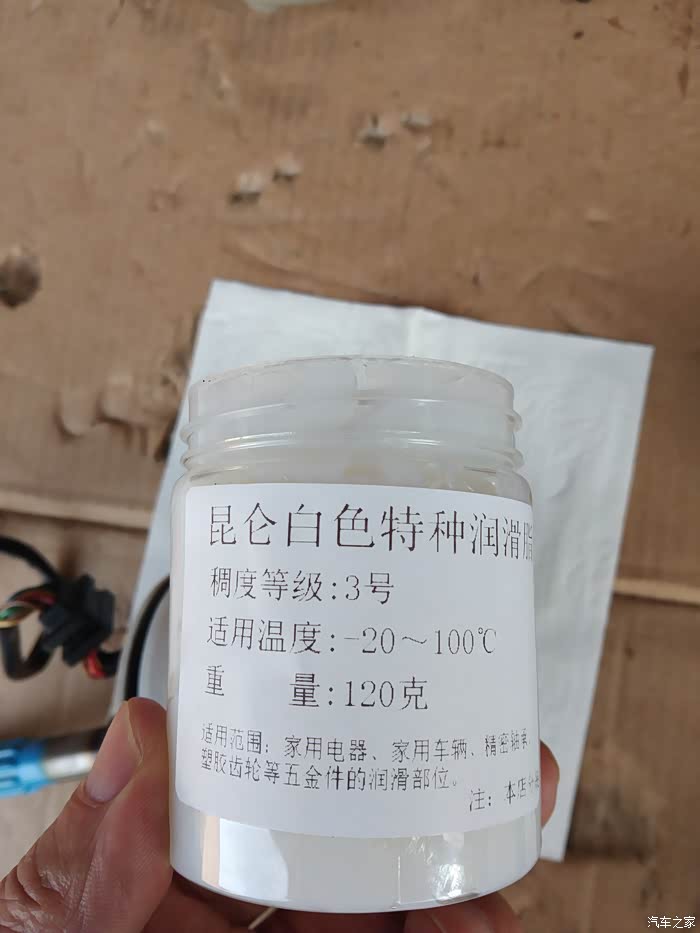 昆仑白色特种润滑脂
稠度等级:3号
适用温度:-20～100℃
重 量:120克
适用范围: 家用电器、家用车辆、精密轴承、
塑胶齿轮等五金件的润滑部位。
注: 本店
汽车之家